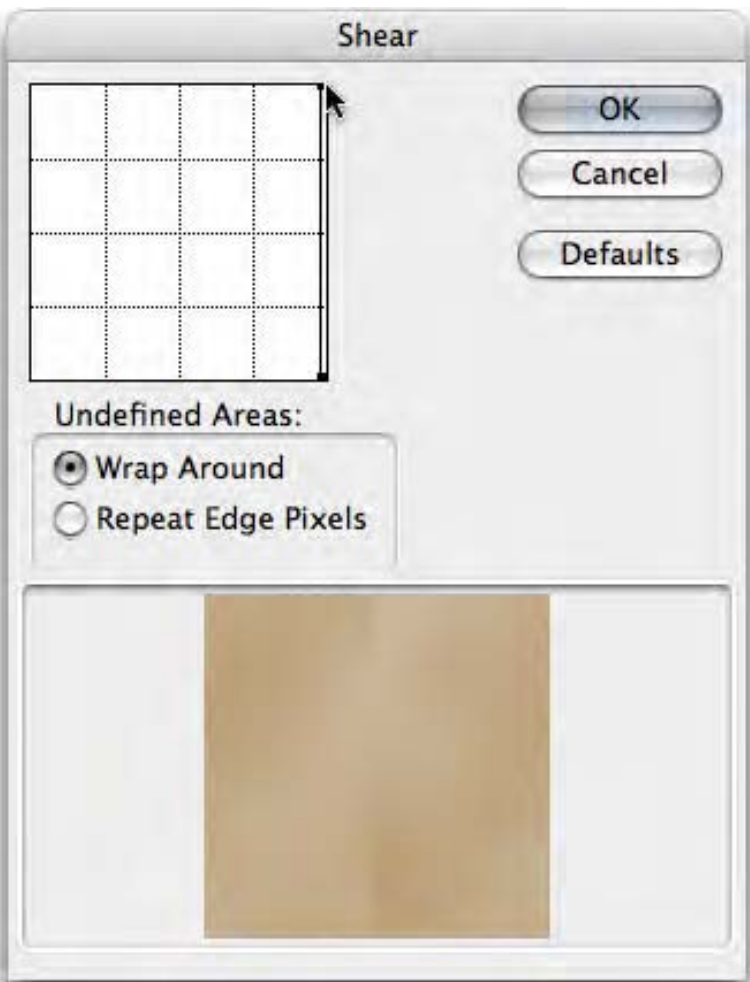 Shear
OK
Cancel
Defaults
Undefined Areas:
Wrap Around
Repeat Edge Pixels